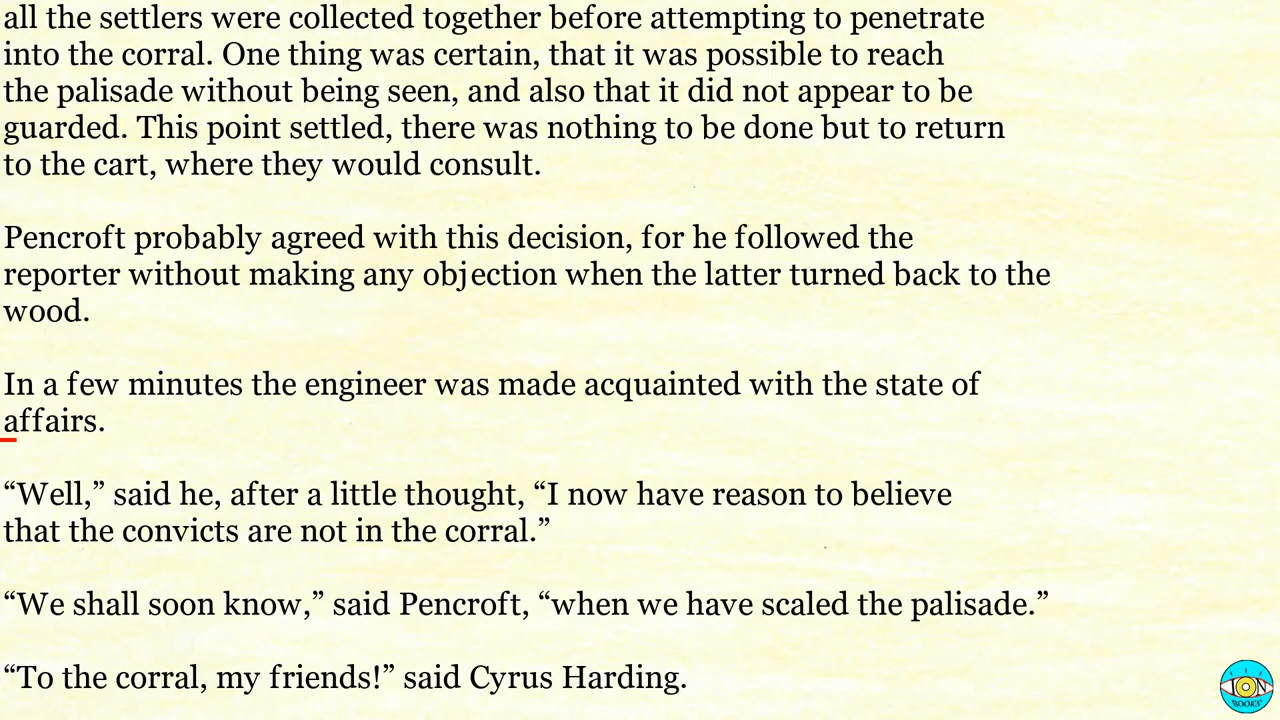 all the settlers were collected together before attempting to penetrate
into the corral. One thing was certain, that it was possible to reach
the palisade without being seen, and also that it did not appear to be
guarded. This point settled, there was nothing to be done but to return
to the cart, where they would consult.
Pencroft probably agreed with this decision, for he followed the
reporter without making any objection when the latter turned back to the
wood.
In a few minutes the engineer was made acquainted with the state of
affairs.
“Well,” said he, after a little thought, “I now have reason to believe
that the convicts are not in the corral.”
“We shall soon know,” said Pencroft, “when we have scaled the palisade.”
“To the corral, my friends!” said Cyrus Harding.
ION
BOOKS